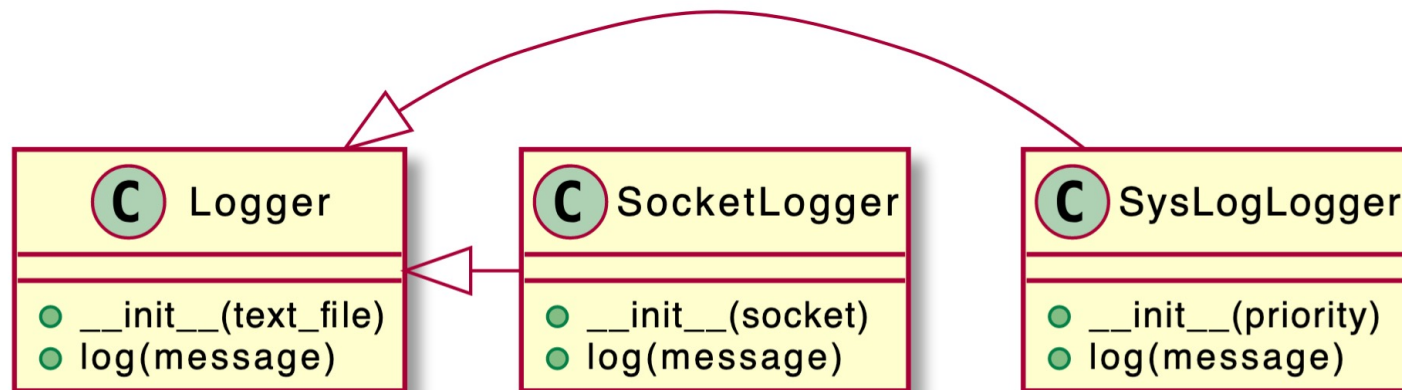 C Logger
__init__(text_file)
log(message)
C SocketLogger
__init__(socket)
log(message)
C SysLogLogger
__init__(priority)
log(message)